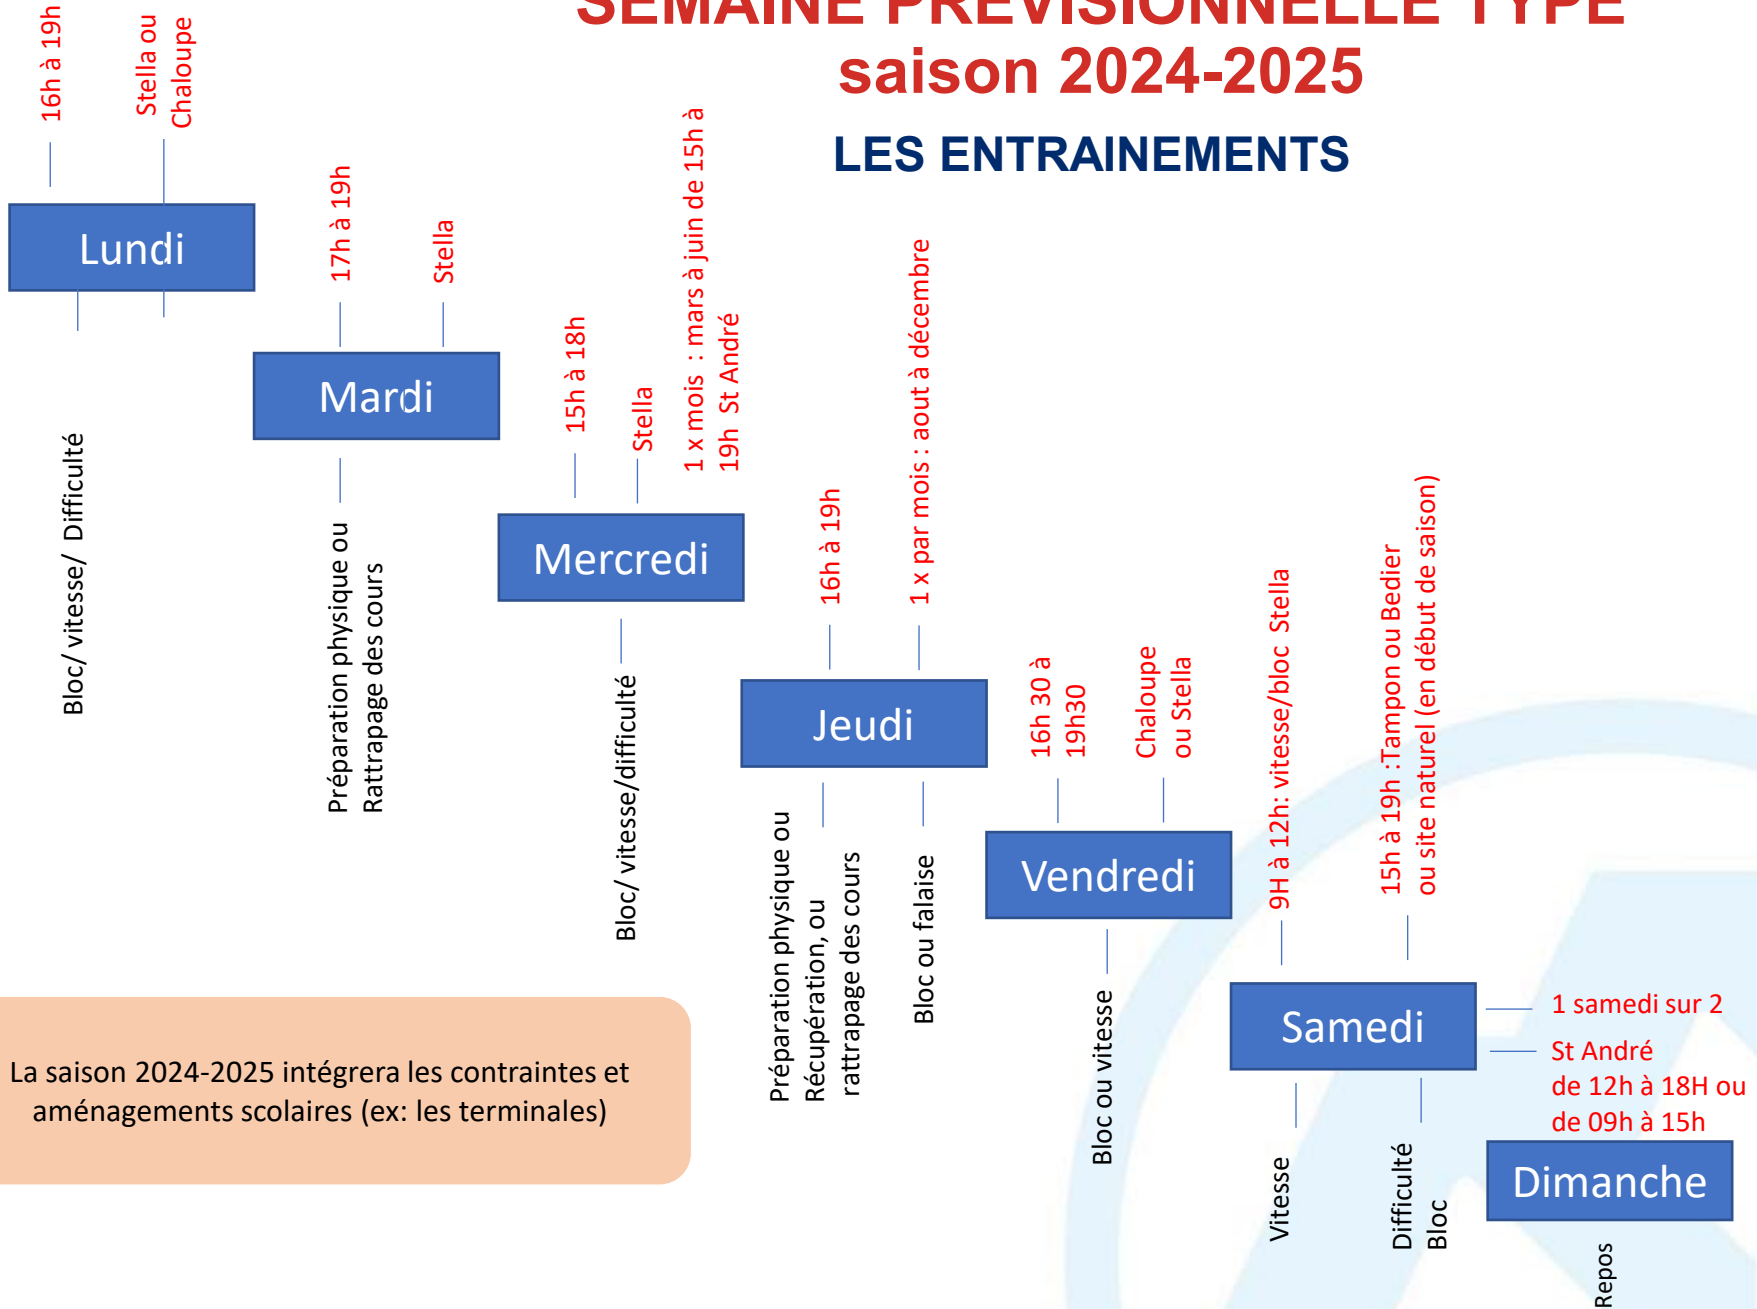 SEMAINE PREVISIONNELLE TYPE
saison 2024-2025
LES ENTRAINEMENTS
16h à 19h
Stella ou
Chaloupe
Lundi
Bloc/ vitesse/ Difficulté
17h à 19h
Stella
Mardi
Préparation physique ou
Rattrapage des cours
15h à 18h
Stella
1 x mois : mars à juin de 15h à
19h St André
Mercredi
Bloc/ vitesse/difficulté
16h à 19h
1 x par mois : aout à décembre
Jeudi
Préparation physique ou
Récupération, ou
rattrapage des cours
Bloc ou falaise
16h 30 à
19h30
Chaloupe
ou Stella
Vendredi
Bloc ou vitesse
9H à 12h: vitesse/bloc Stella
15h à 19h :Tampon ou Bedier
ou site naturel (en début de saison)
Samedi
1 samedi sur 2
St André
de 12h à 18H ou
de 09h à 15h
Vitesse
Difficulté
Bloc
Dimanche
Repos
La saison 2024-2025 intégrera les contraintes et
aménagements scolaires (ex: les terminales)